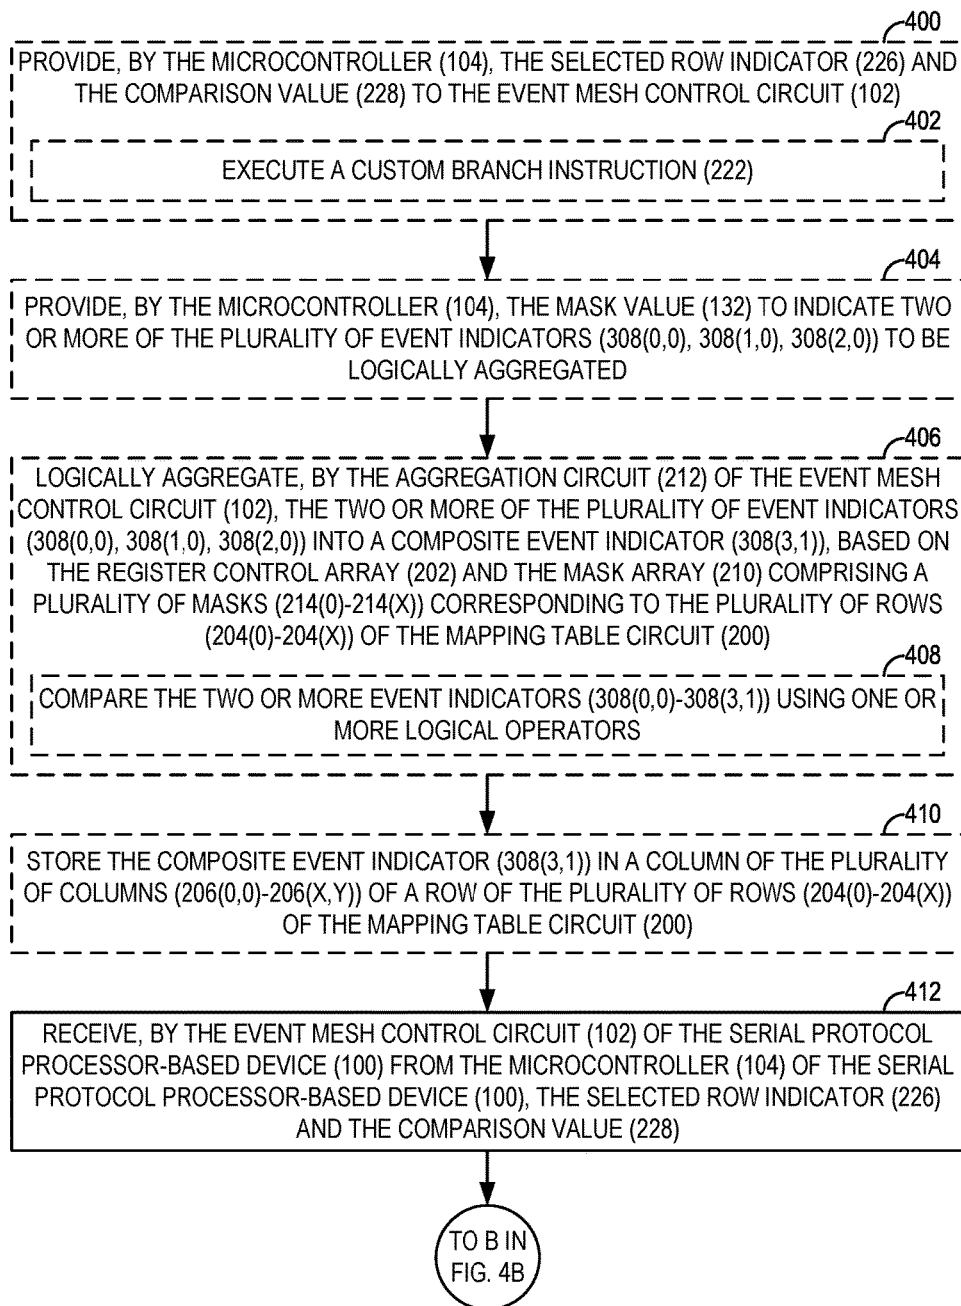 400
PROVIDE, BY THE MICROCONTROLLER (104), THE SELECTED ROW INDICATOR (226) AND
THE COMPARISON VALUE (228) TO THE EVENT MESH CONTROL CIRCUIT (102)
402
EXECUTE A CUSTOM BRANCH INSTRUCTION (222)
404
PROVIDE, BY THE MICROCONTROLLER (104), THE MASK VALUE (132) TO INDICATE TWO
OR MORE OF THE PLURALITY OF EVENT INDICATORS (308(0,0), 308(1,0), 308(2,0)) TO BE
LOGICALLY AGGREGATED
406
LOGICALLY AGGREGATE, BY THE AGGREGATION CIRCUIT (212) OF THE EVENT MESH
CONTROL CIRCUIT (102), THE TWO OR MORE OF THE PLURALITY OF EVENT INDICATORS
(308(0,0), 308(1,0), 308(2,0)) INTO A COMPOSITE EVENT INDICATOR (308(3,1)), BASED ON
THE REGISTER CONTROL ARRAY (202) AND THE MASK ARRAY (210) COMPRISING A
PLURALITY OF MASKS (214(0)-214(X)) CORRESPONDING TO THE PLURALITY OF ROWS
(204(0)-204(X)) OF THE MAPPING TABLE CIRCUIT (200)
408
COMPARE THE TWO OR MORE EVENT INDICATORS (308(0,0)-308(3,1)) USING ONE OR
MORE LOGICAL OPERATORS
410
STORE THE COMPOSITE EVENT INDICATOR (308(3,1)) IN A COLUMN OF THE PLURALITY
OF COLUMNS (206(0,0)-206(X,Y)) OF A ROW OF THE PLURALITY OF ROWS (204(0)-204(X))
OF THE MAPPING TABLE CIRCUIT (200)
412
RECEIVE, BY THE EVENT MESH CONTROL CIRCUIT (102) OF THE SERIAL PROTOCOL
PROCESSOR-BASED DEVICE (100) FROM THE MICROCONTROLLER (104) OF THE SERIAL
PROTOCOL PROCESSOR-BASED DEVICE (100), THE SELECTED ROW INDICATOR (226)
AND THE COMPARISON VALUE (228)
TO B IN
FIG. 4B